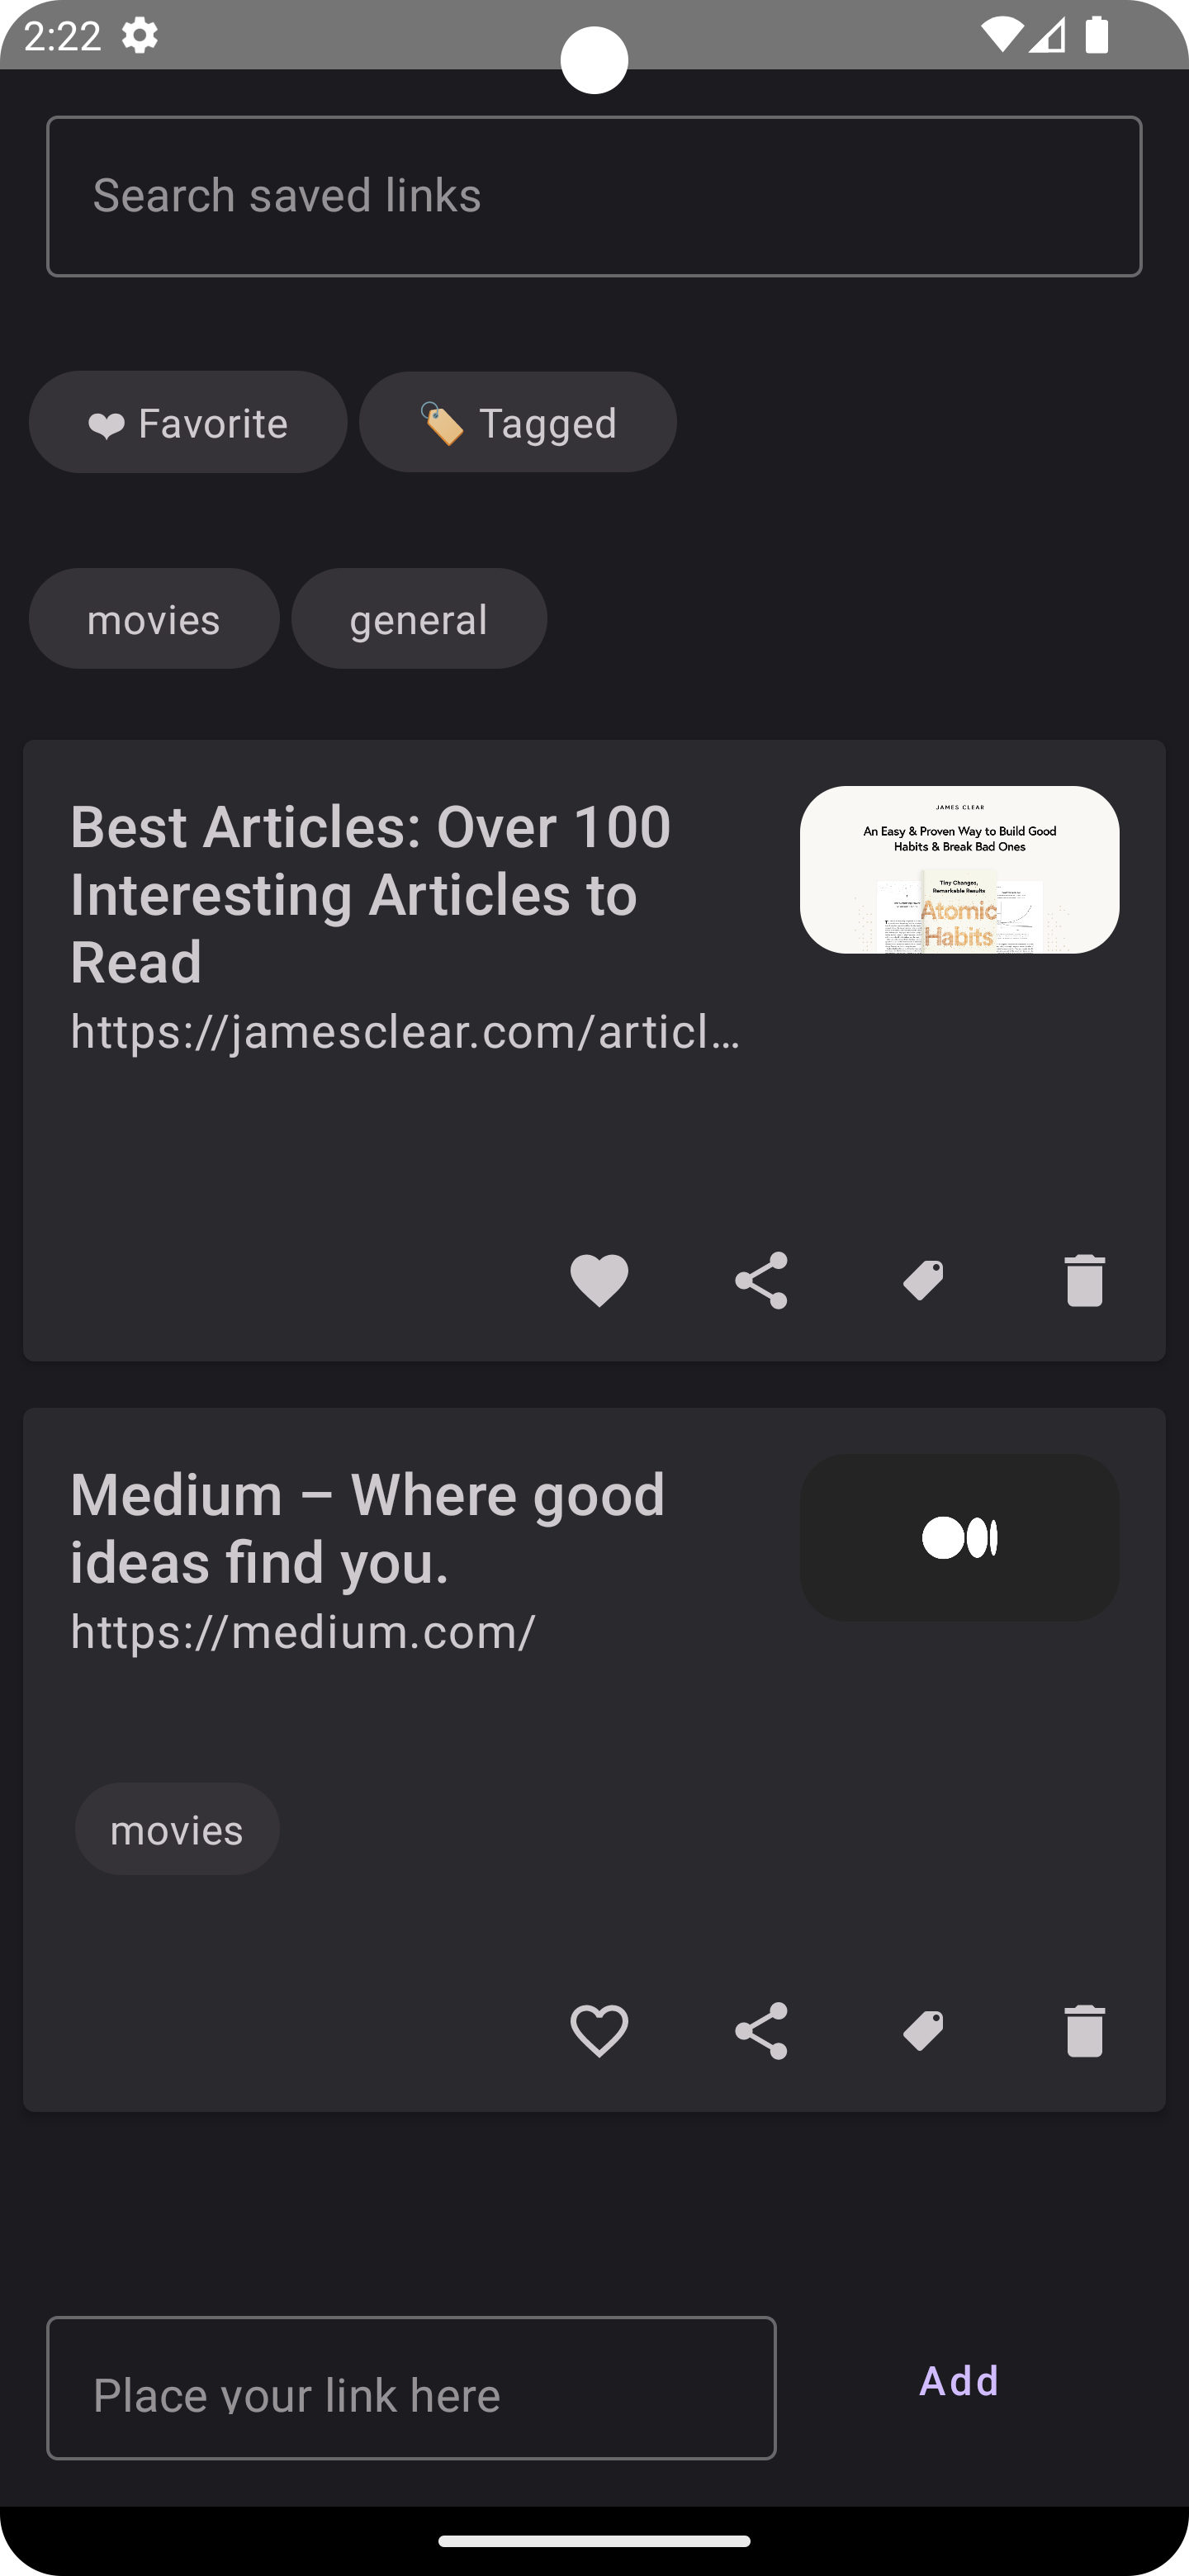 2:22
Search saved links
❤ Favorite
🏷️ Tagged
movies
general
Best Articles: Over 100
Interesting Articles to
Read
https://jamesclear.com/articl…
JAMES CLEAR
An Easy & Proven Way to Build Good
Habits & Break Bad Ones
Tiny Changes,
Remarkable Results
Atomic
Habits
Medium – Where good
ideas find you.
https://medium.com/
movies
Place your link here
Add